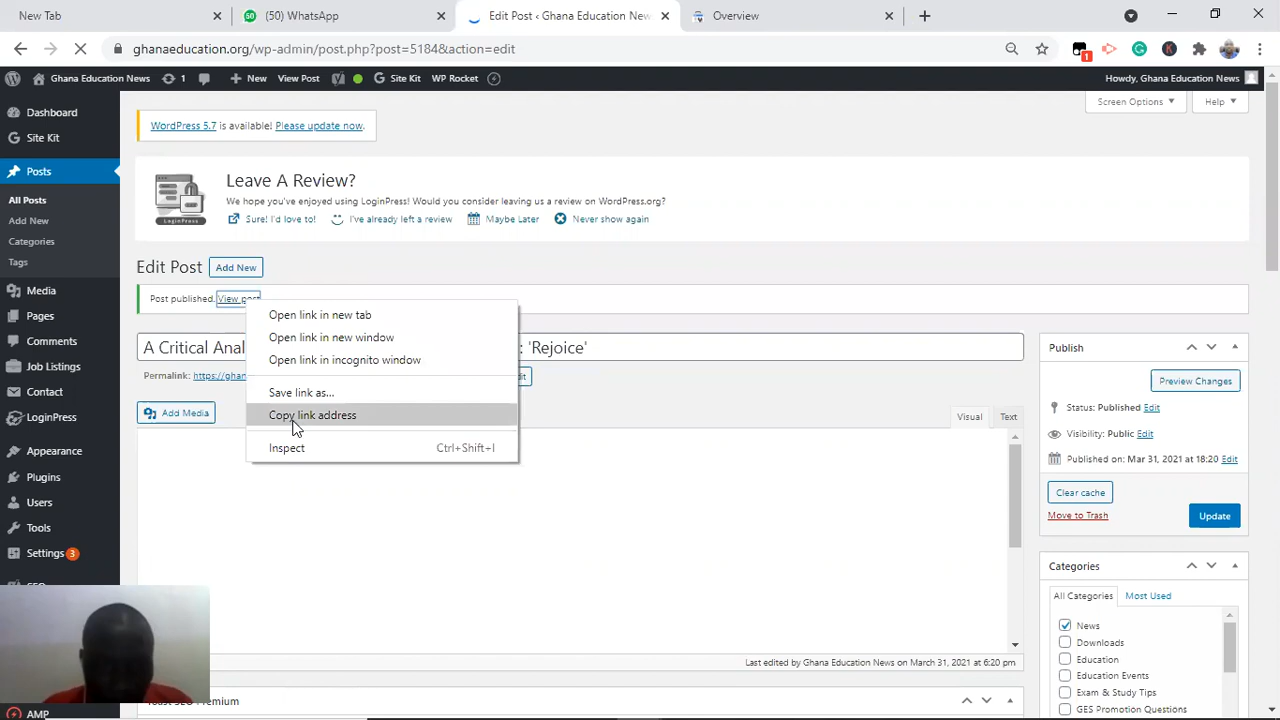 New Tab
(50) WhatsApp
Edit Post ‹ Ghana Education New
Overview
ghanaeducation.org/wp-admin/post.php?post=5184&action=edit
1
Ghana Education News
1
New
View Post
Site Kit
WP Rocket
Howdy, Ghana Education News
Dashboard
Site Kit
Posts
All Posts
Add New
Categories
Tags
Media
Pages
Comments
Job Listings
Contact
LoginPress
Appearance
Plugins
Users
Tools
Settings 3
AMP
Screen Options
Help
WordPress 5.7 is available! Please update now.
LoginPress
Leave A Review?
We hope you've enjoyed using LoginPress! Would you consider leaving us a review on WordPress.org?
Sure! I'd love to!
I've already left a review
Maybe Later
Never show again
Edit Post
Add New
Post published. View post
Open link in new tab
Open link in new window
Open link in incognito window
Save link as...
Copy link address
Inspect Ctrl+Shift+I
A Critical Anal
: 'Rejoice'
Permalink: https://ghan
Add Media
Visual
Text
Last edited by Ghana Education News on March 31, 2021 at 6:20 pm
Premium
Publish
Preview Changes
Status: Published Edit
Visibility: Public Edit
Published on: Mar 31, 2021 at 18:20 Edit
Clear cache
Move to Trash
Update
Categories
All Categories
Most Used
News
Downloads
Education
Education Events
Exam & Study Tips
GES Promotion Questions